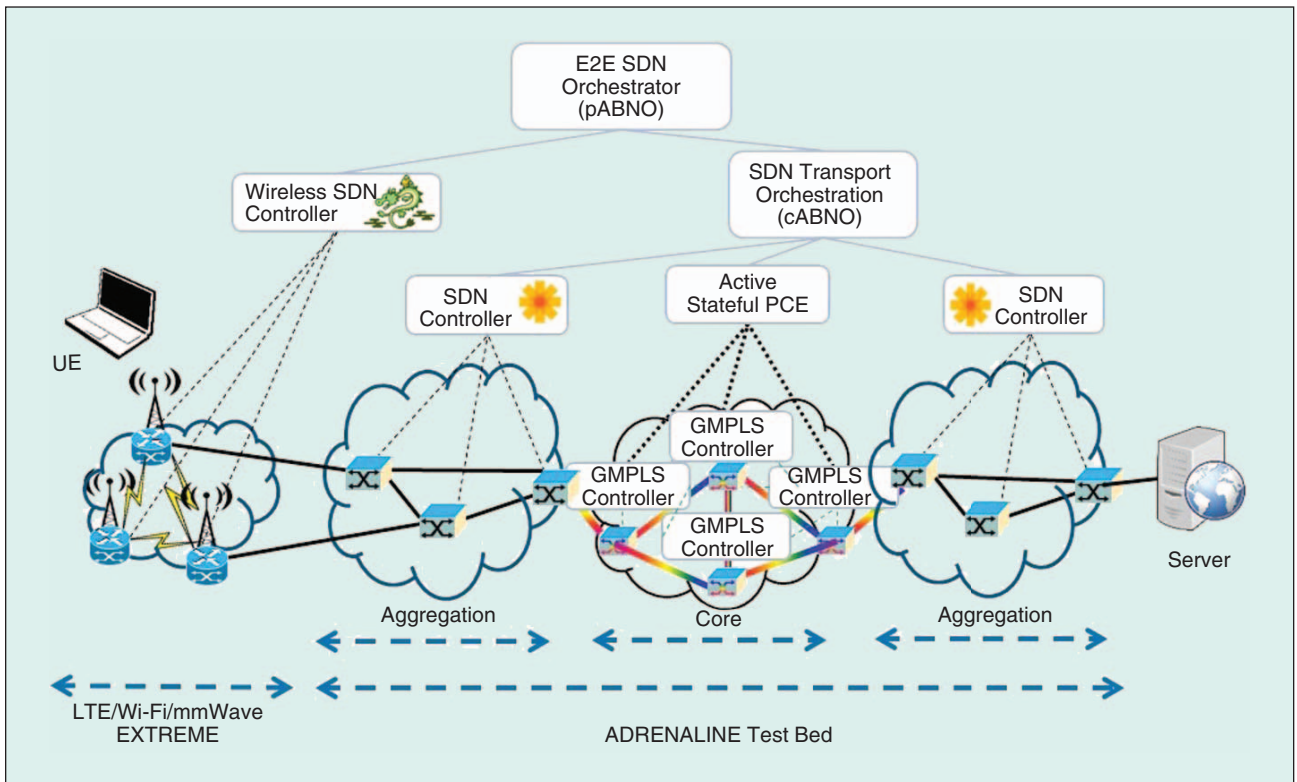 E2E SDN
Orchestrator
(pABNO)
Wireless SDN
Controller
SDN Transport
Orchestration
(cABNO)
SDN
Controller
Active
Stateful PCE
SDN
Controller
UE
GMPLS
Controller
GMPLS
Controller
GMPLS
Controller
GMPLS
Controller
Server
Aggregation
Core
Aggregation
LTE/Wi-Fi/mmWave
EXTREME
ADRENALINE Test Bed